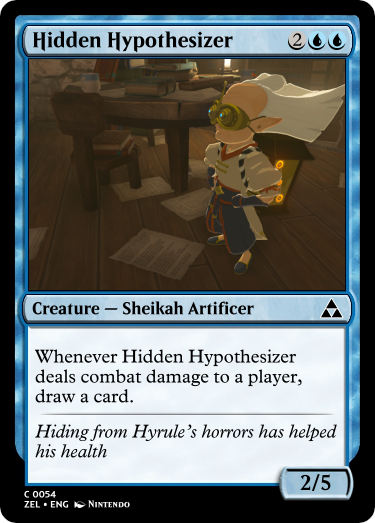 Hidden Hypothesizer 2
Creature — Sheikah Artificer
Whenever Hidden Hypothesizer
deals combat damage to a player,
draw a card.
Hiding from Hyrule's horrors has helped
his health
2/5
C 0054
ZEL • ENG Nintendo